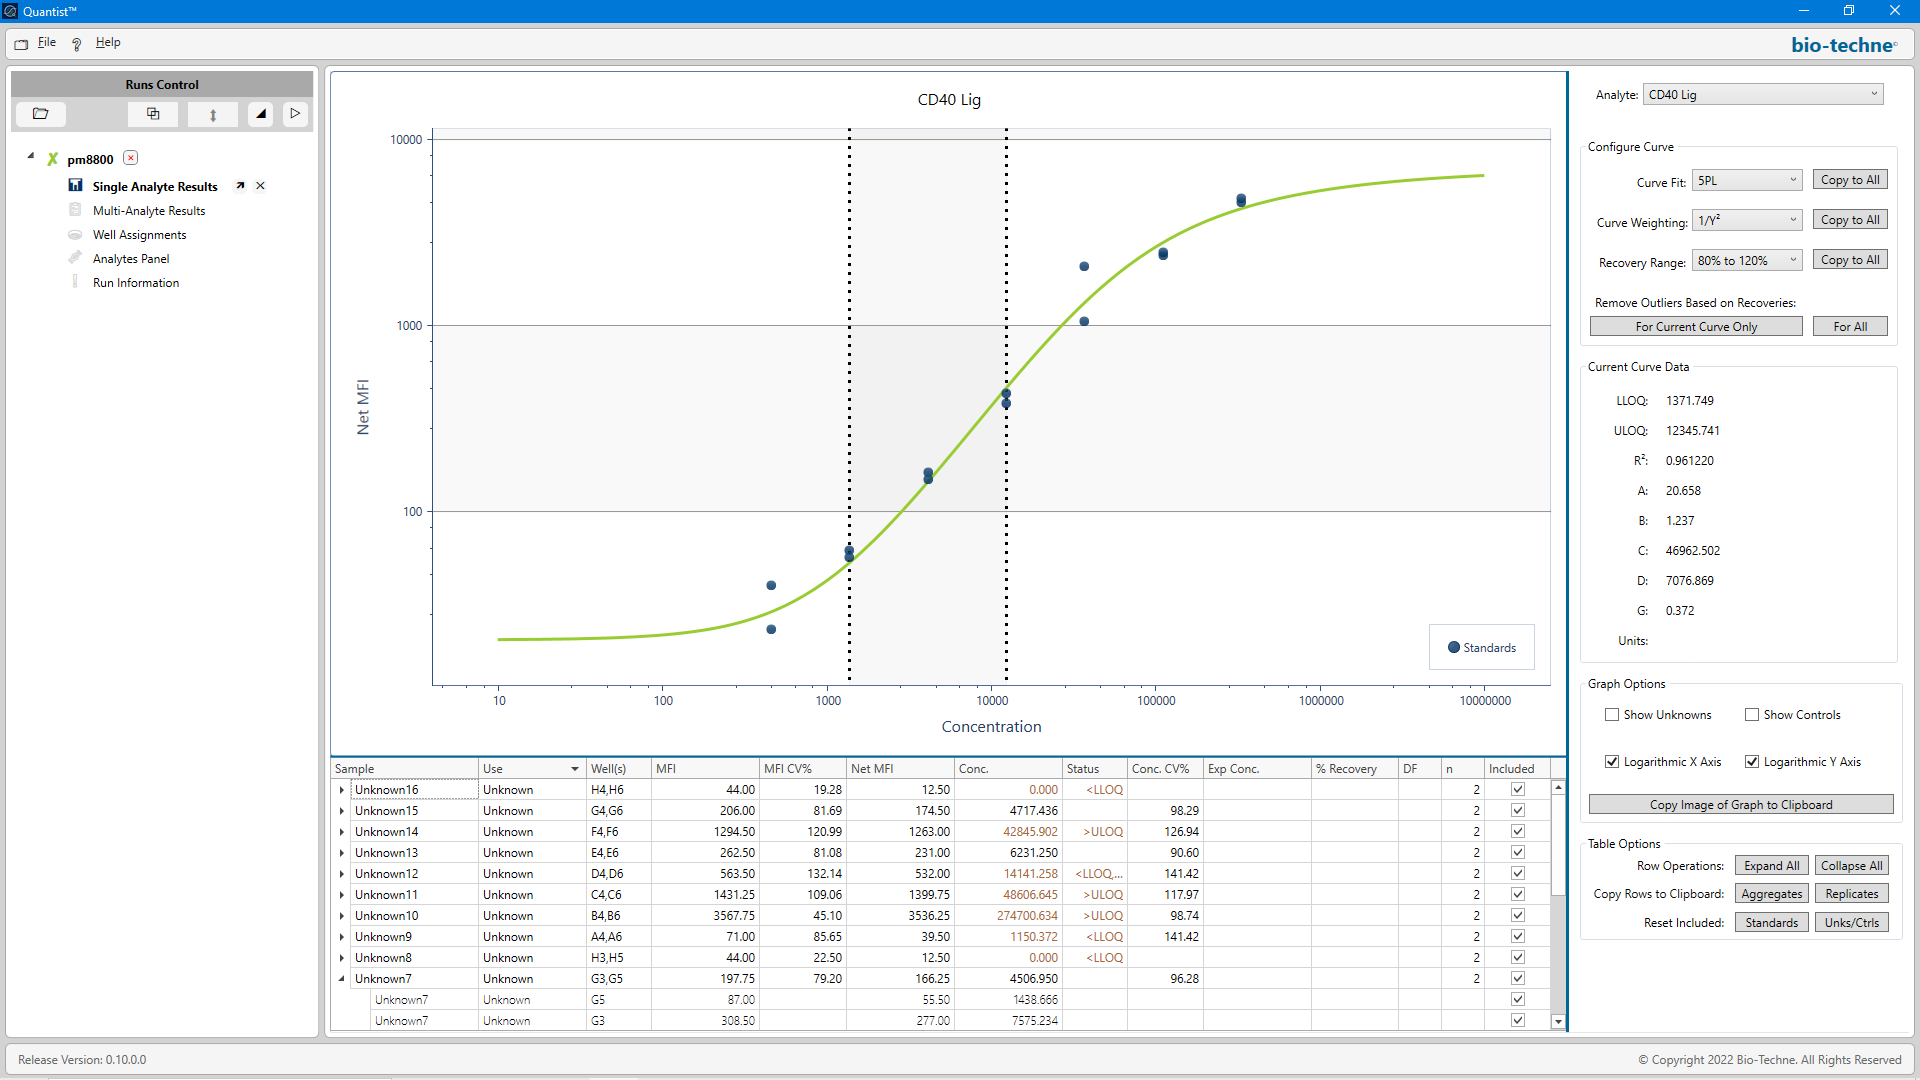 Quantist™
File Help
bio-techne
Runs Control
pm8800
Single Analyte Results
Multi-Analyte Results
Well Assignments
Analytes Panel
Run Information
CD40 Lig
10000
1000
100
Net MFI
Standards
10 100 1000 10000 100000 1000000 10000000
Concentration
Sample Use Well(s) MFI MFI CV% Net MFI Conc. Status Conc. CV% Exp Conc. % Recovery DF n Included
Unknown16 Unknown H4,H6 44.00 19.28 12.50 0.000 <LLOQ 2
Unknown15 Unknown G4,G6 206.00 81.69 174.50 4717.436 98.29 2
Unknown14 Unknown F4,F6 1294.50 120.99 1263.00 42845.902 >ULOQ 126.94 2
Unknown13 Unknown E4,E6 262.50 81.08 231.00 6231.250 90.60 2
Unknown12 Unknown D4,D6 563.50 132.14 532.00 14141.258 <LLOQ,... 141.42 2
Unknown11 Unknown C4,C6 1431.25 109.06 1399.75 48606.645 >ULOQ 117.97 2
Unknown10 Unknown B4,B6 3567.75 45.10 3536.25 274700.634 >ULOQ 98.74 2
Unknown9 Unknown A4,A6 71.00 85.65 39.50 1150.372 <LLOQ 141.42 2
Unknown8 Unknown H3,H5 44.00 22.50 12.50 0.000 <LLOQ 2
Unknown7 Unknown G3,G5 197.75 79.20 166.25 4506.950 96.28 2
Unknown7 Unknown G5 87.00 55.50 1438.666
Unknown7 Unknown G3 308.50 277.00 7575.234
Analyte: CD40 Lig
Configure Curve
Curve Fit: 5PL Copy to All
Curve Weighting: 1/Y² Copy to All
Recovery Range: 80% to 120% Copy to All
Remove Outliers Based on Recoveries:
For Current Curve Only For All
Current Curve Data
LLOQ: 1371.749
ULOQ: 12345.741
R²: 0.961220
A: 20.658
B: 1.237
C: 46962.502
D: 7076.869
G: 0.372
Units:
Graph Options
Show Unknowns Show Controls
Logarithmic X Axis Logarithmic Y Axis
Copy Image of Graph to Clipboard
Table Options
Row Operations: Expand All Collapse All
Copy Rows to Clipboard: Aggregates Replicates
Reset Included: Standards Unks/Ctrls
Release Version: 0.10.0.0
© Copyright 2022 Bio-Techne. All Rights Reserved